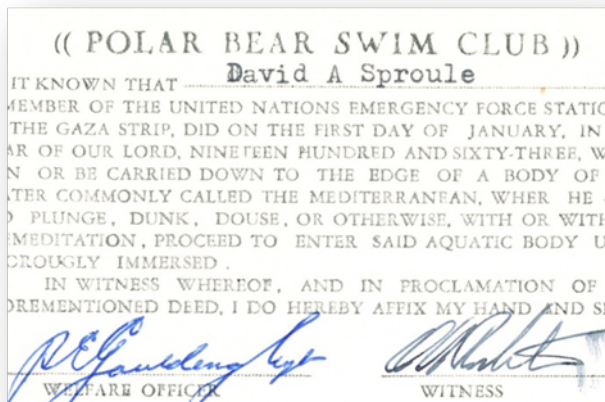 (( POLAR BEAR SWIM CLUB ))
IT KNOWN THAT David A Sproule
MEMBER OF THE UNITED NATIONS EMERGENCY FORCE STATIO
THE GAZA STRIP, DID ON THE FIRST DAY OF JANUARY, IN
AR OF OUR LORD, NINETEEN HUNDRED AND SIXTY-THREE, W
N OR BE CARRIED DOWN TO THE EDGE OF A BODY OF
ATER COMMONLY CALLED THE MEDITERRANEAN, WHER HE
PLUNGE, DUNK, DOUSE, OR OTHERWISE, WITH OR WITH
EMEDITATION, PROCEED TO ENTER SAID AQUATIC BODY U
OROUGLY IMMERSED .
IN WITNESS WHEREOF, AND IN PROCLAMATION OF
OREMENTIONED DEED, I DO HEREBY AFFIX MY HAND AND SE
WELFARE OFFICER WITNESS